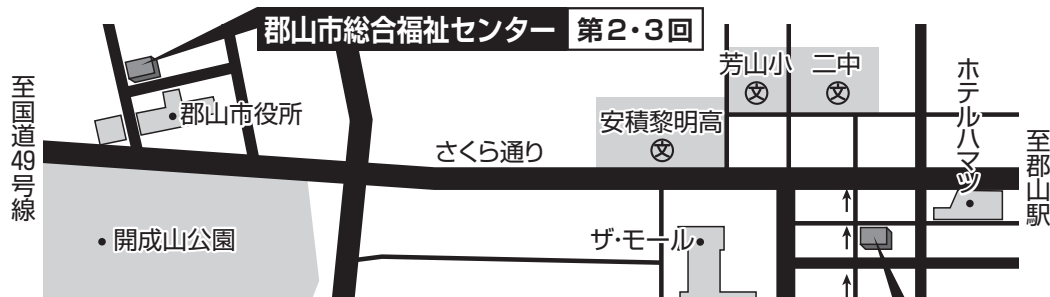 郡山市総合福祉センター 第2・3回
至国道49号線
郡山市役所
さくら通り
安積黎明高
文
芳山小
文
二中
文
ホテルハマツ
至郡山駅
開成山公園
ザ・モール